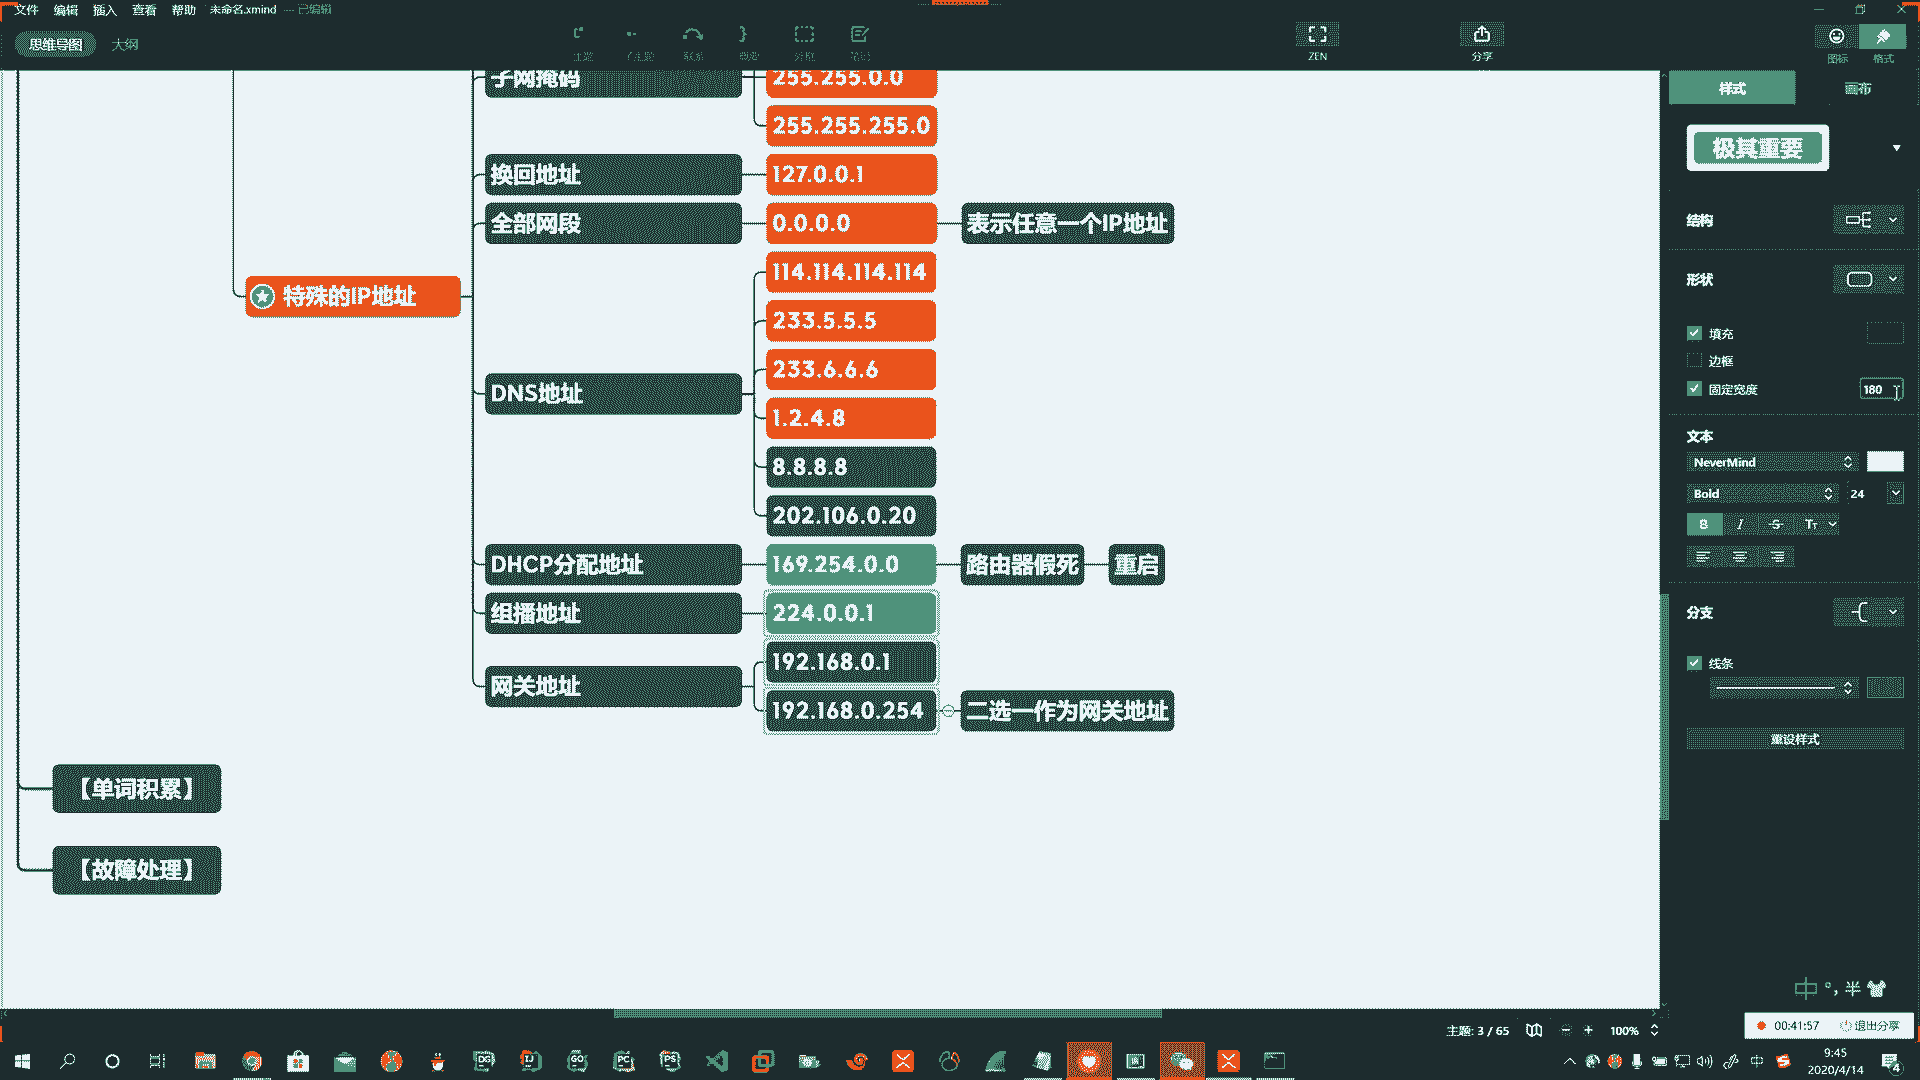 文件 编辑 插入 查看 帮助 未命名.xmind --- 已编辑
思维导图 大纲
ZEN
分享
图标
格式
子网掩码
255.255.0.0
255.255.255.0
换回地址
127.0.0.1
全部网段
0.0.0.0
表示任意一个IP地址
特殊的IP地址
DNS地址
114.114.114.114
233.5.5.5
233.6.6.6
1.2.4.8
8.8.8.8
202.106.0.20
DHCP分配地址
169.254.0.0
路由器假死
重启
组播地址
224.0.0.1
网关地址
192.168.0.1
192.168.0.254
二选一作为网关地址
【单词积累】
【故障处理】
样式
画布
极其重要
结构
形状
填充
边框
固定宽度
180
文本
NeverMind
Bold
24
B I S Tт
分支
线条
重设样式
中 °, 半
主题: 3 / 65
100%
00:41:57
退出分享
DG
IJ
GO
PC
PS
中
9:45
2020/4/14
4